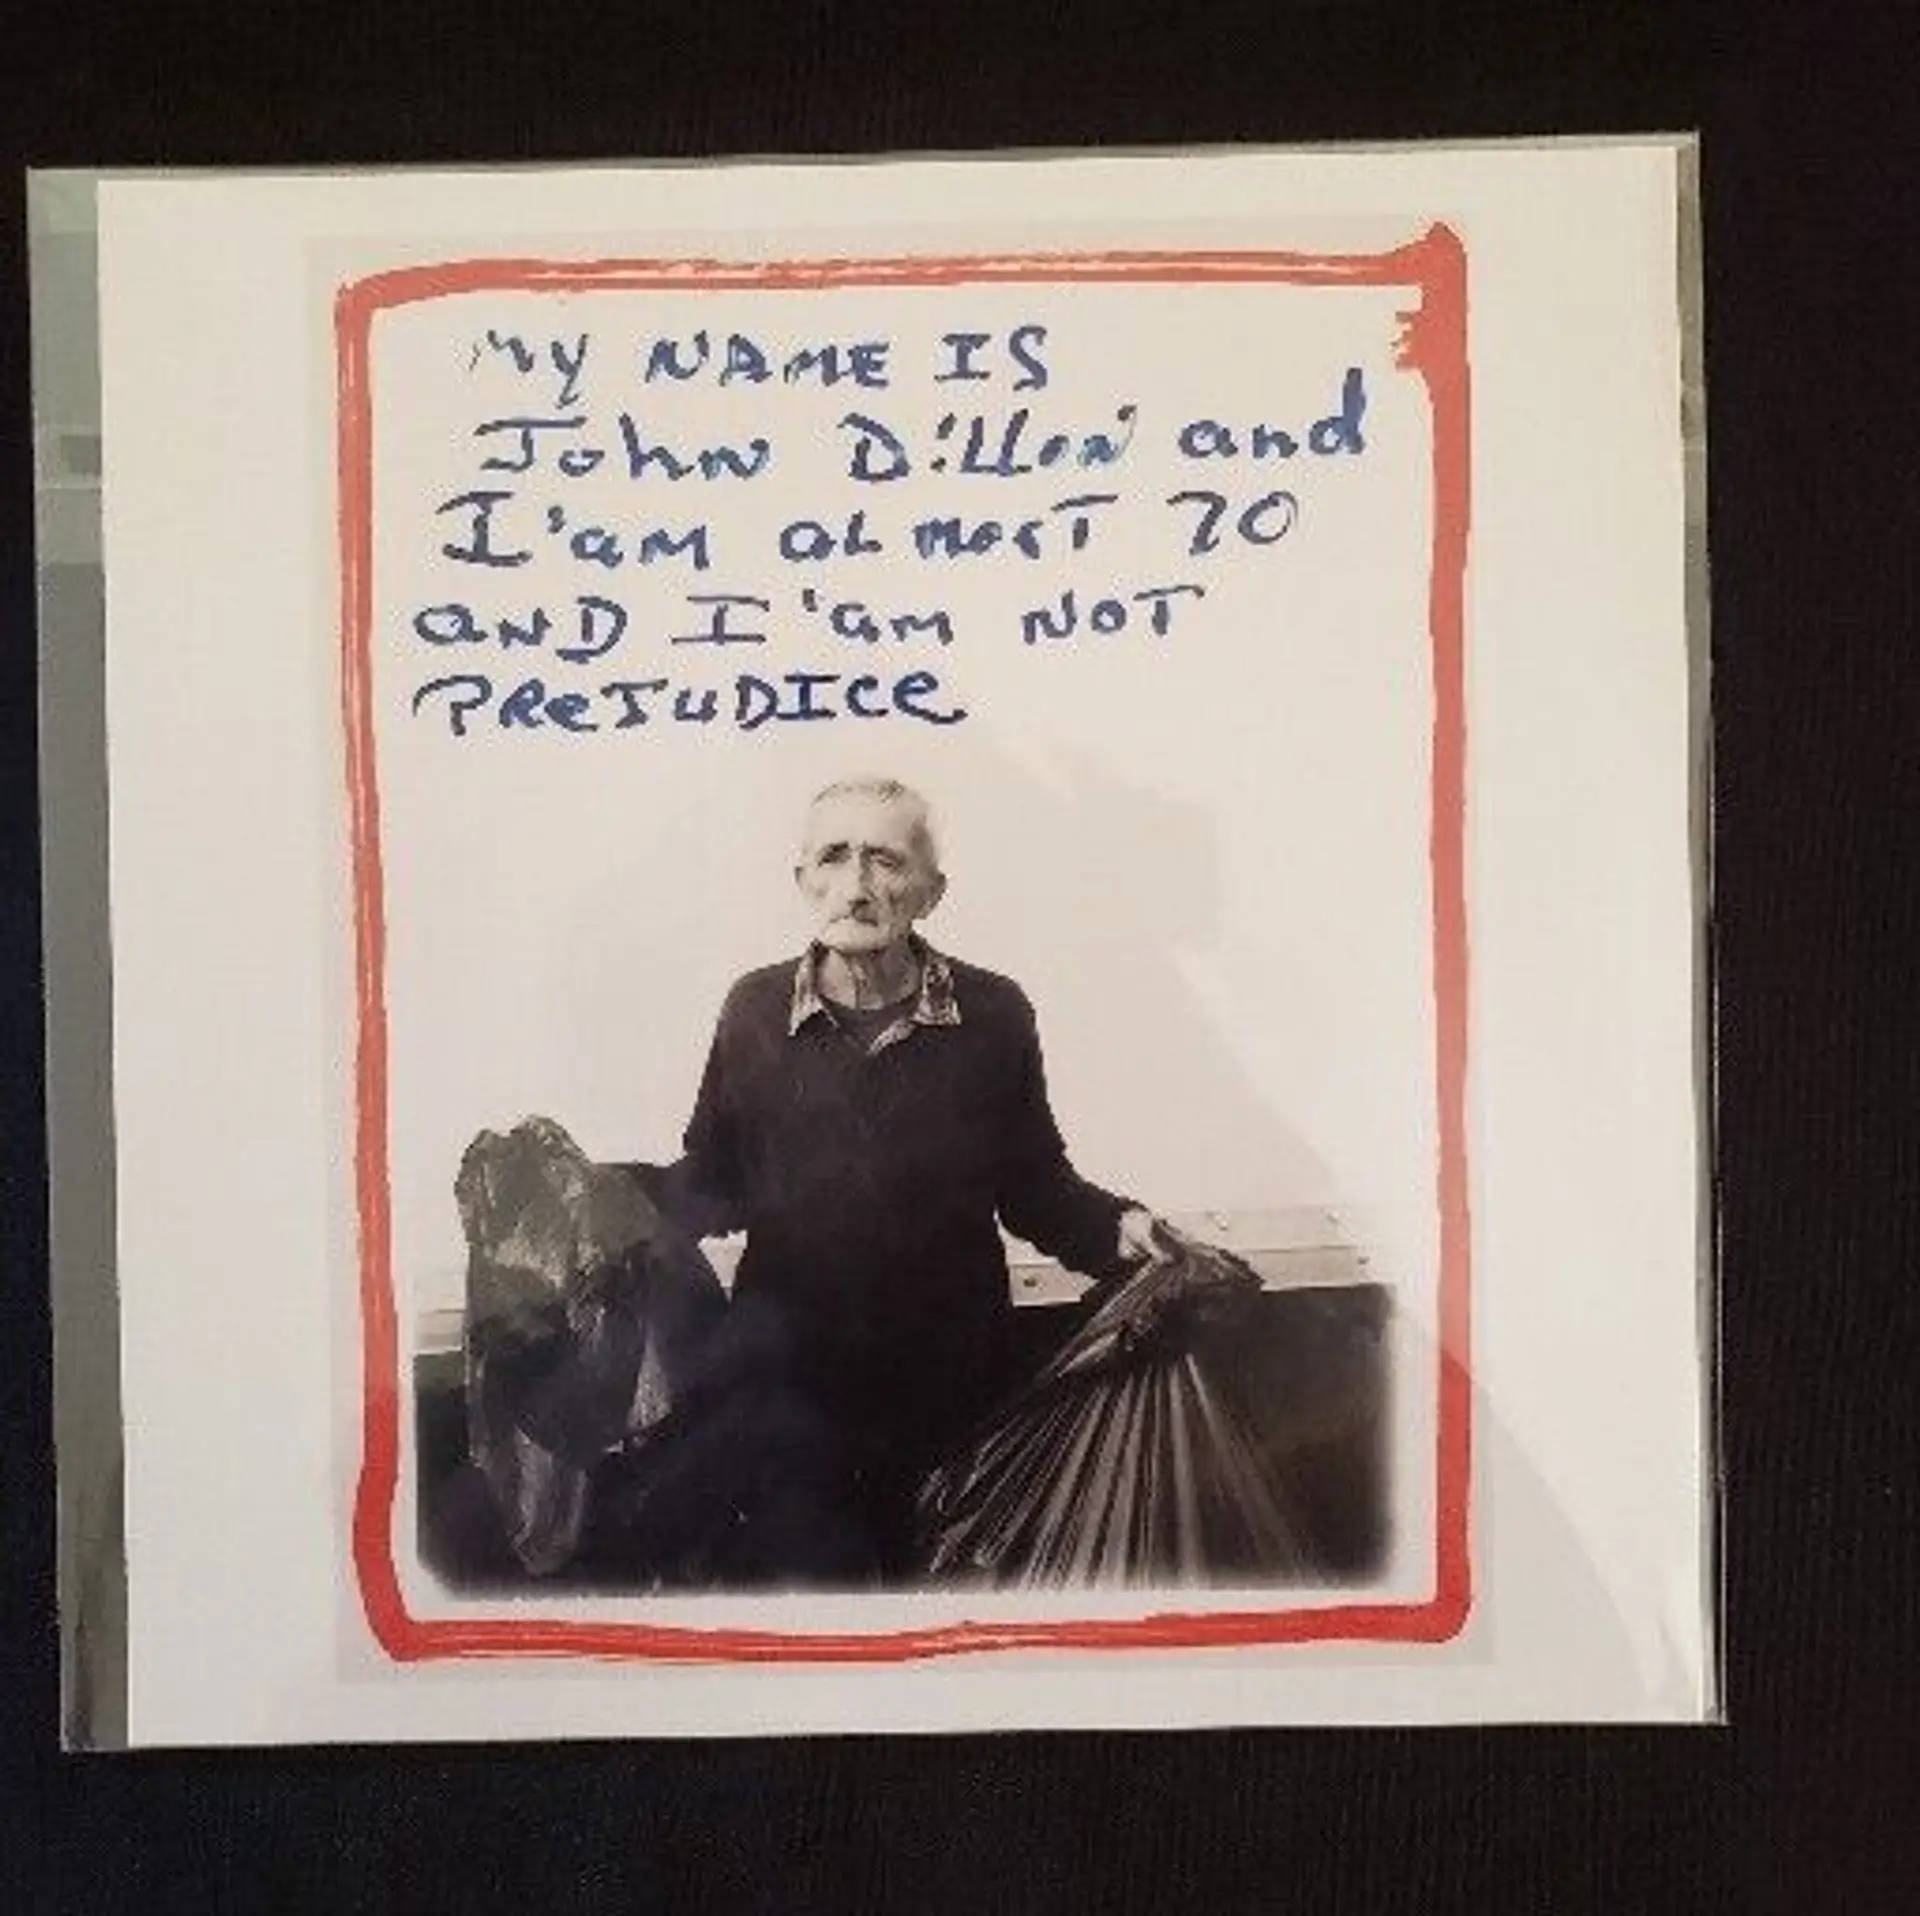 My NAME IS
John Dillon and
I'am almost 70
AND I'am NOT
PREJUDICE